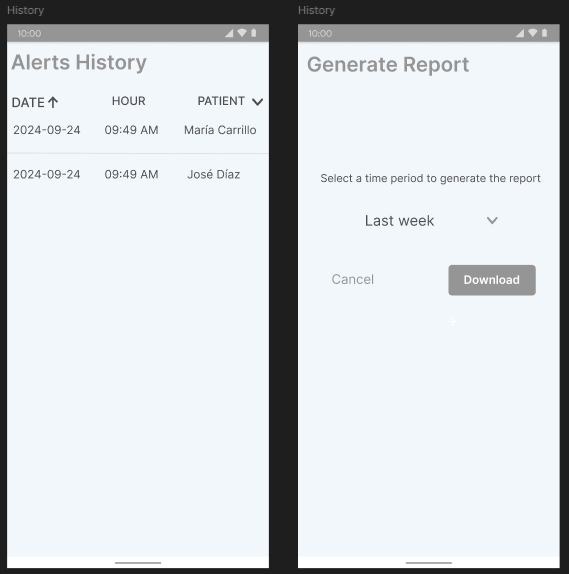 History
10:00
Alerts History
DATE HOUR PATIENT
2024-09-24 09:49 AM María Carrillo
2024-09-24 09:49 AM José Díaz
History
10:00
Generate Report
Select a time period to generate the report
Last week
Cancel Download